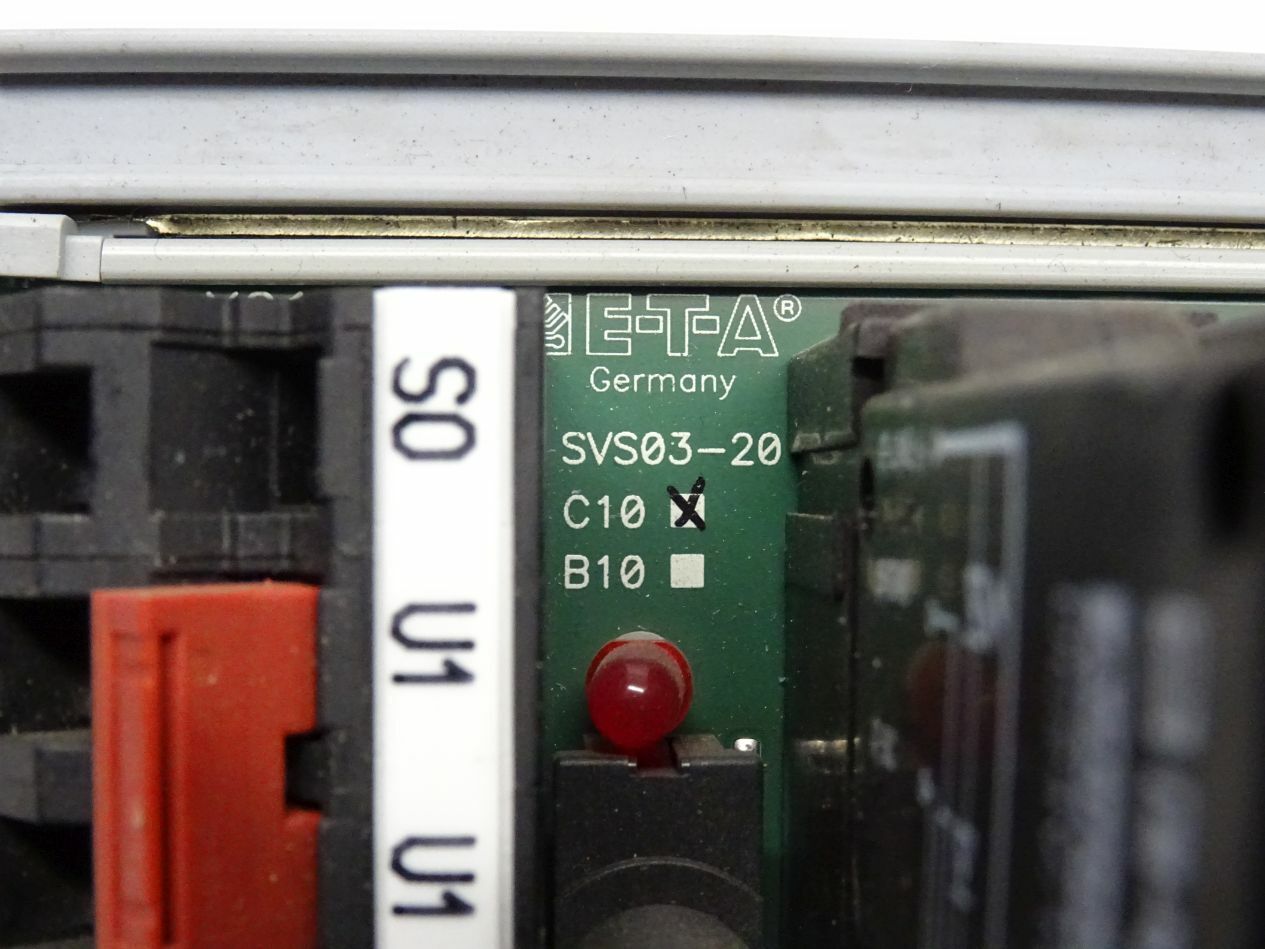 E-T-A®
Germany
SVS03-20
C10
B10
S0
U1
U1